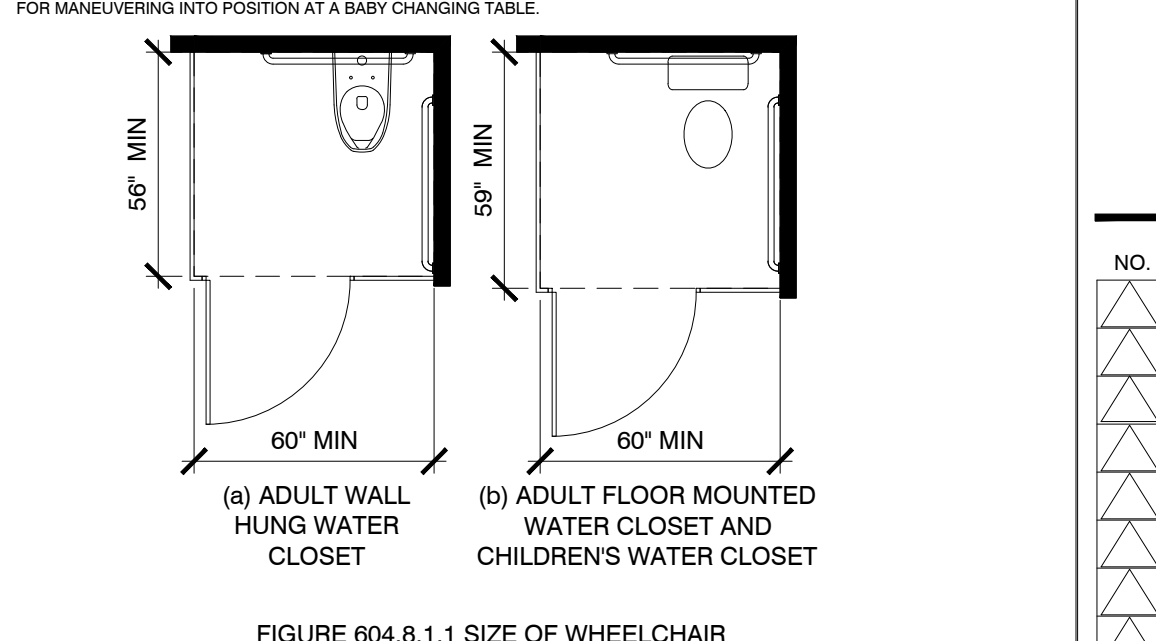 FOR MANEUVERING INTO POSITION AT A BABY CHANGING TABLE.
56" MIN
59" MIN
60" MIN
60" MIN
(a) ADULT WALL
HUNG WATER
CLOSET
(b) ADULT FLOOR MOUNTED
WATER CLOSET AND
CHILDREN'S WATER CLOSET
FIGURE 604.8.1.1 SIZE OF WHEELCHAIR
NO.